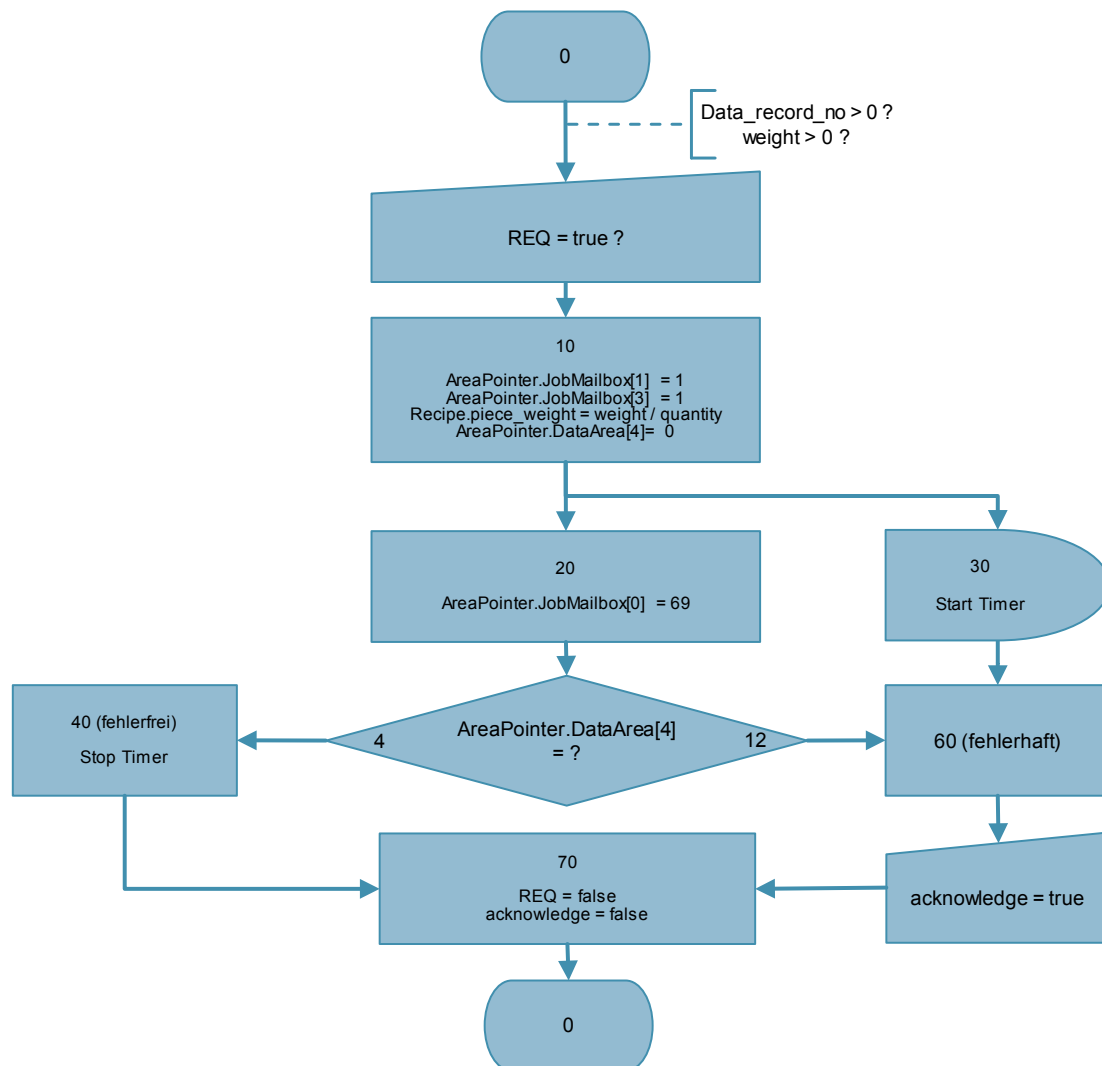 0
Data_record_no > 0 ?
weight > 0 ?
REQ = true ?
10
AreaPointer.JobMailbox[1] = 1
AreaPointer.JobMailbox[3] = 1
Recipe.piece_weight = weight / quantity
AreaPointer.DataArea[4]= 0
20
AreaPointer.JobMailbox[0] = 69
30
Start Timer
40 (fehlerfrei)
Stop Timer
4
AreaPointer.DataArea[4]
= ?
12
60 (fehlerhaft)
70
REQ = false
acknowledge = false
acknowledge = true
0